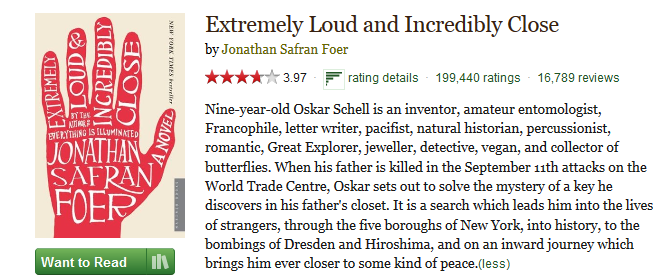 Extremely Loud and Incredibly Close
by Jonathan Safran Foer
3.97 · rating details · 199,440 ratings · 16,789 reviews
Nine-year-old Oskar Schell is an inventor, amateur entomologist,
Francophile, letter writer, pacifist, natural historian, percussionist,
romantic, Great Explorer, jeweller, detective, vegan, and collector of
butterflies. When his father is killed in the September 11th attacks on the
World Trade Centre, Oskar sets out to solve the mystery of a key he
discovers in his father's closet. It is a search which leads him into the lives
of strangers, through the five boroughs of New York, into history, to the
bombings of Dresden and Hiroshima, and on an inward journey which
brings him ever closer to some kind of peace.(less)
EXTREMELY
LOUD &
INCREDIBLY
CLOSE
BY THE
AUTHOR of
EVERYTHING IS ILLUMINATED
JONATHAN
SAFRAN
FOER
A NOVEL
NEW YORK TIMES bestseller
Want to Read